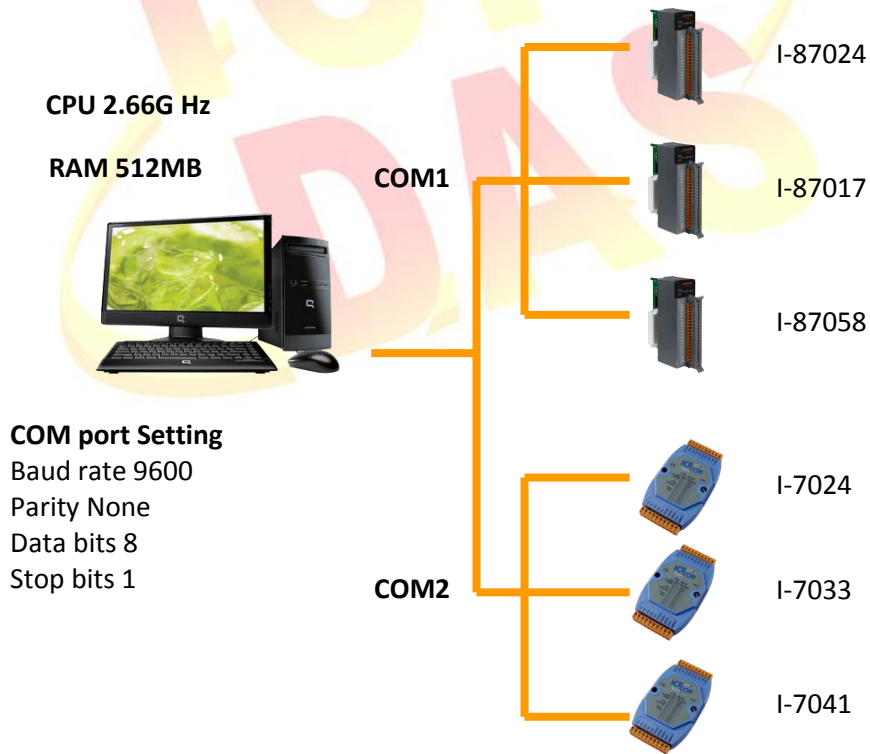 CPU 2.66G Hz
RAM 512MB
COM port Setting
Baud rate 9600
Parity None
Data bits 8
Stop bits 1
COM1
I-87024
I-87017
I-87058
COM2
I-7024
I-7033
I-7041
DAS